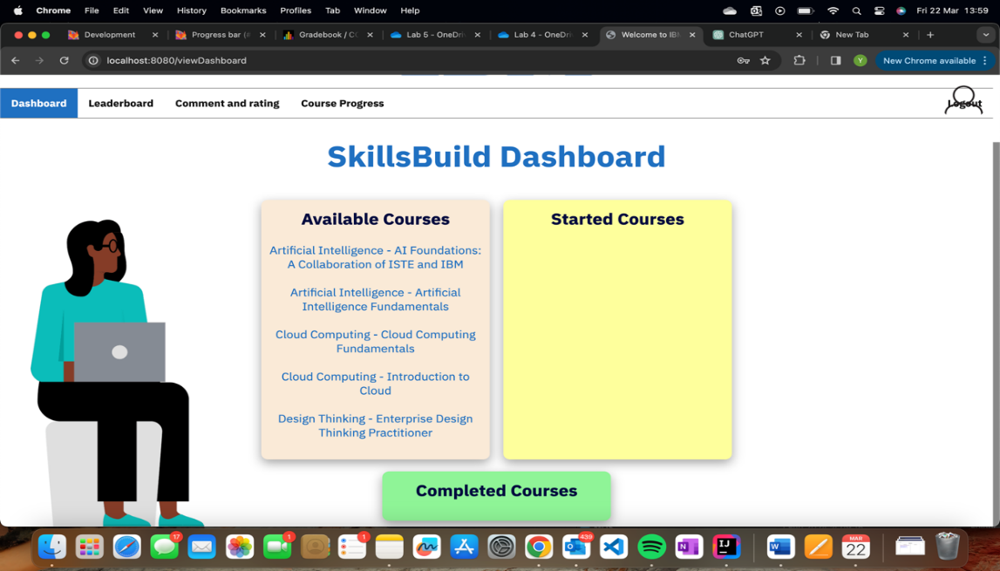 Chrome File Edit View History Bookmarks Profiles Tab Window Help Fri 22 Mar 13:59
Development Progress bar (# Gradebook / CO Lab 5 - OneDri Lab 4 - OneDri Welcome to IB ChatGPT New Tab
localhost:8080/viewDashboard Y New Chrome available
Dashboard Leaderboard Comment and rating Course Progress Logout
SkillsBuild Dashboard
Available Courses
Artificial Intelligence - AI Foundations:
A Collaboration of ISTE and IBM
Artificial Intelligence - Artificial
Intelligence Fundamentals
Cloud Computing - Cloud Computing
Fundamentals
Cloud Computing - Introduction to
Cloud
Design Thinking - Enterprise Design
Thinking Practitioner
Started Courses
Completed Courses
17 1 1 439
N IJ W MAR
22